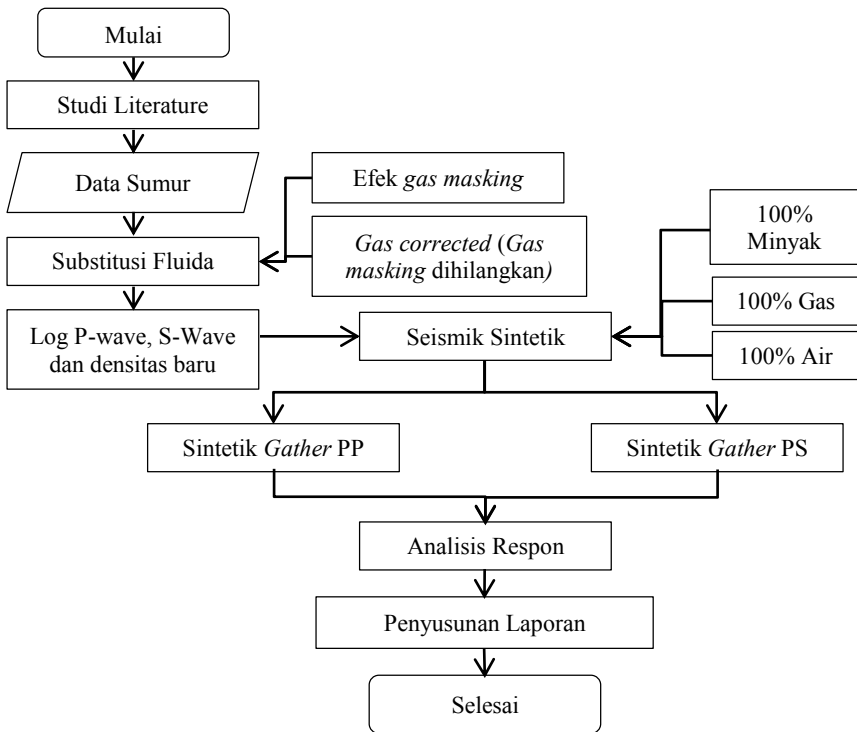 Mulai
Studi Literature
Data Sumur
Efek gas masking
100%
Minyak
Substitusi Fluida
Gas corrected (Gas
masking dihilangkan)
100% Gas
Log P-wave, S-Wave
dan densitas baru
Seismik Sintetik
100% Air
Sintetik Gather PP
Sintetik Gather PS
Analisis Respon
Penyusunan Laporan
Selesai